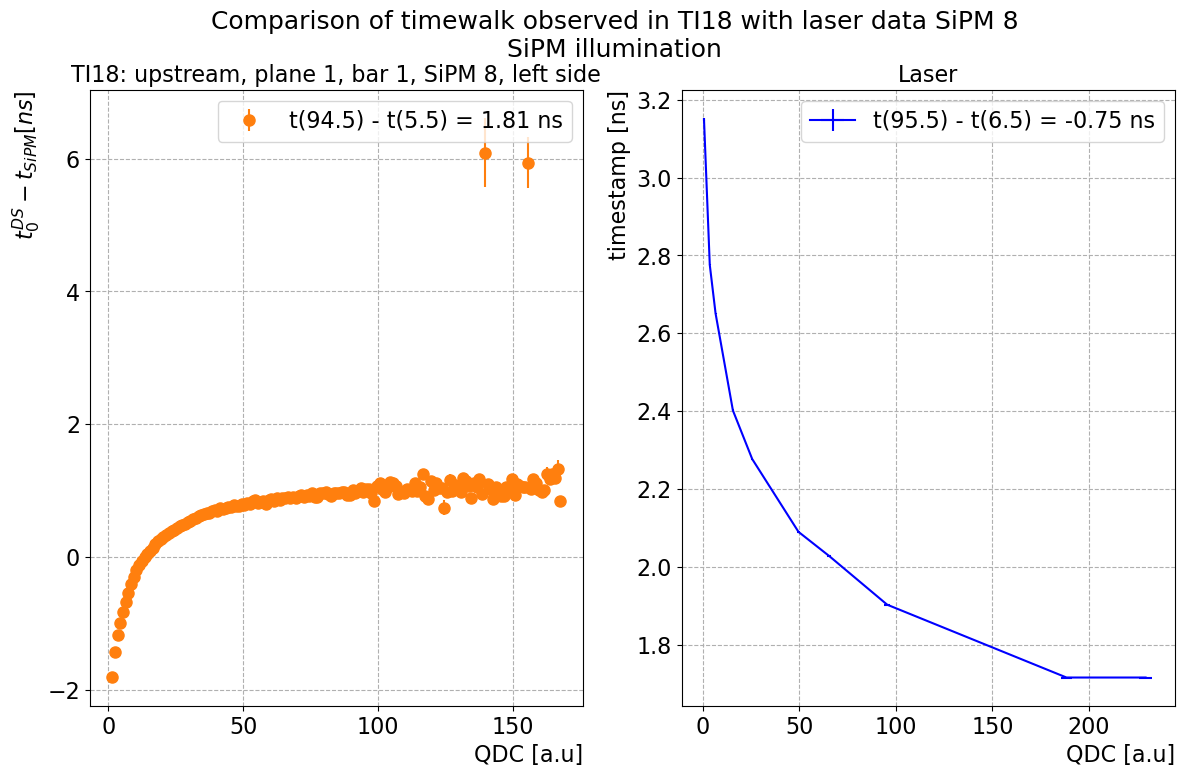 Comparison of timewalk observed in TI18 with laser data SiPM 8
SiPM illumination
TI18: upstream, plane 1, bar 1, SiPM 8, left side
t(94.5) - t(5.5) = 1.81 ns
t_0^{DS} − t_{SiPM}[ns]
6
4
2
0
−2
0
50
100
150
QDC [a.u]
Laser
t(95.5) - t(6.5) = -0.75 ns
timestamp [ns]
3.2
3.0
2.8
2.6
2.4
2.2
2.0
1.8
0
50
100
150
200
QDC [a.u]